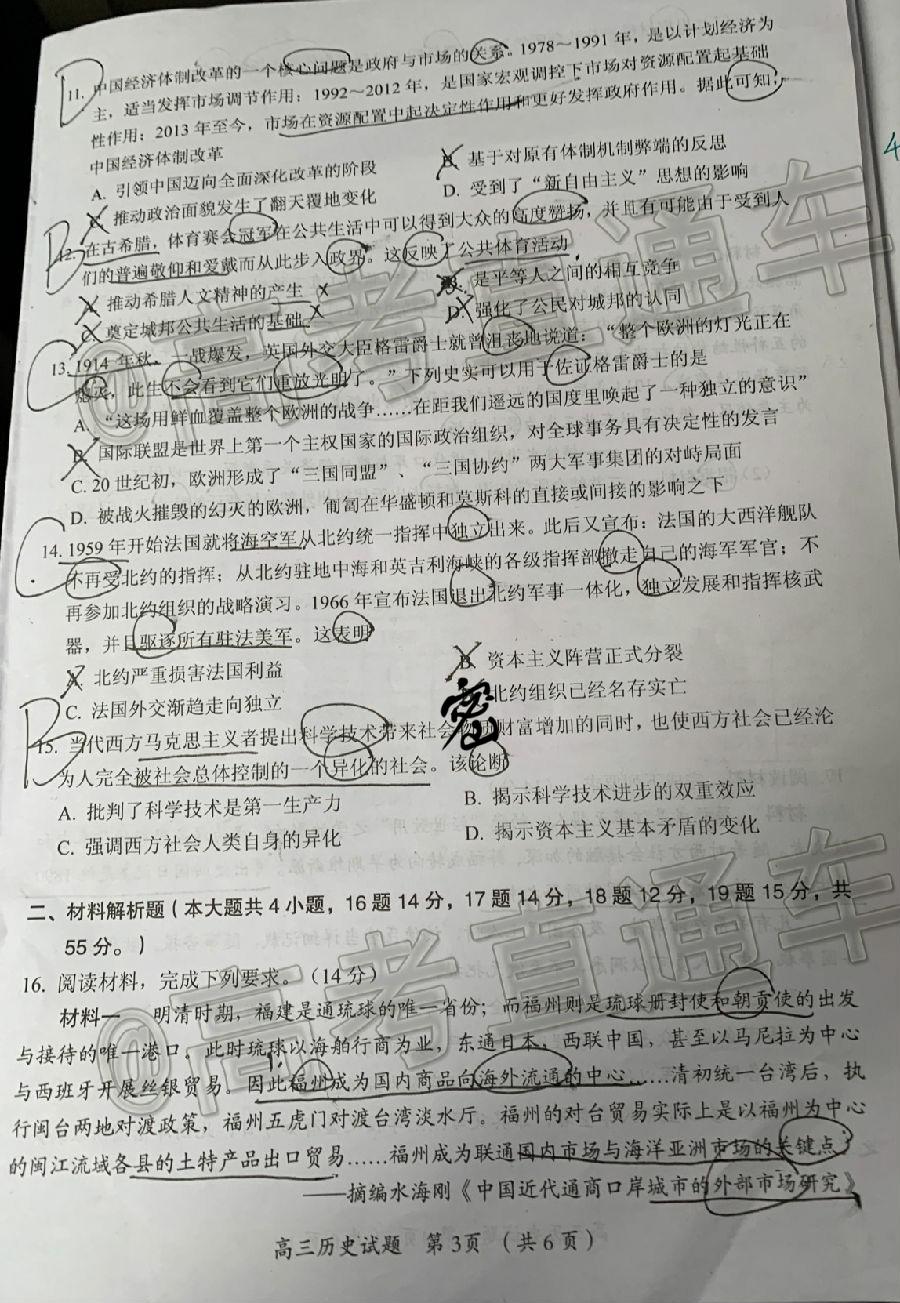 D
11. 中国经济体制改革的一个核心问题是政府与市场的关系。1978～1991 年，是以计划经济为
主，适当发挥市场调节作用；1992～2012 年，是国家宏观调控下市场对资源配置起基础
性作用；2013 年至今，市场在资源配置中起决定性作用和更好发挥政府作用。据此可知，
中国经济体制改革
A. 引领中国迈向全面深化改革的阶段 B. 基于对原有体制机制弊端的反思
C. 推动政治面貌发生了翻天覆地变化 D. 受到了“新自由主义”思想的影响
B
12. 在古希腊，体育赛会冠军在公共生活中可以得到大众的高度赞扬，并且有可能由于受到人
们的普遍敬仰和爱戴而从此步入政界。这反映了公共体育活动
A. 推动希腊人文精神的产生 B. 是平等人之间的相互竞争
C. 奠定城邦公共生活的基础 D. 强化了公民对城邦的认同
C
13. 1914 年秋。一战爆发，英国外交大臣格雷爵士就曾沮丧地说道：“整个欧洲的灯光正在
熄灭，此生不会看到它们重放光明了。”下列史实可以用于佐证格雷爵士的是
A. “这场用鲜血覆盖整个欧洲的战争……在距我们遥远的国度里唤起了一种独立的意识”
B. 国际联盟是世界上第一个主权国家的国际政治组织，对全球事务具有决定性的发言
C. 20 世纪初，欧洲形成了“三国同盟”、“三国协约”两大军事集团的对峙局面
D. 被战火摧毁的幻灭的欧洲，匍匐在华盛顿和莫斯科的直接或间接的影响之下
C
14. 1959 年开始法国就将海空军从北约统一指挥中独立出来。此后又宣布：法国的大西洋舰队
不再受北约的指挥；从北约驻地中海和英吉利海峡的各级指挥部撤走自己的海军军官；不
再参加北约组织的战略演习。1966 年宣布法国退出北约军事一体化，独立发展和指挥核武
器，并且驱逐所有驻法美军。这表明
A. 北约严重损害法国利益 B. 资本主义阵营正式分裂
C. 法国外交渐趋走向独立 北约组织已经名存实亡
密
B
15. 当代西方马克思主义者提出科学技术带来社会物质财富增加的同时，也使西方社会已经沦
为人完全被社会总体控制的一个异化的社会。该论断
A. 批判了科学技术是第一生产力 B. 揭示科学技术进步的双重效应
C. 强调西方社会人类自身的异化 D. 揭示资本主义基本矛盾的变化
二、材料解析题（本大题共 4 小题，16 题 14 分，17 题 14 分，18 题 12 分，19 题 15 分，共
55 分。）
16. 阅读材料，完成下列要求。（14 分）
材料一 明清时期，福建是通琉球的唯一省份；而福州则是琉球册封使和朝贡使的出发
与接待的唯一港口。此时琉球以海舶行商为业，东通日本，西联中国，甚至以马尼拉为中心
与西班牙开展丝银贸易。因此福州成为国内商品向海外流通的中心……清初统一台湾后，执
行闽台两地对渡政策，福州五虎门对渡台湾淡水厅。福州的对台贸易实际上是以福州为中心
的闽江流域各县的土特产品出口贸易……福州成为联通国内市场与海洋亚洲市场的关键点。
——摘编水海刚《中国近代通商口岸城市的外部市场研究》
高三历史试题 第 3页 （共 6 页）
@高考直通车
@高考直通车
4